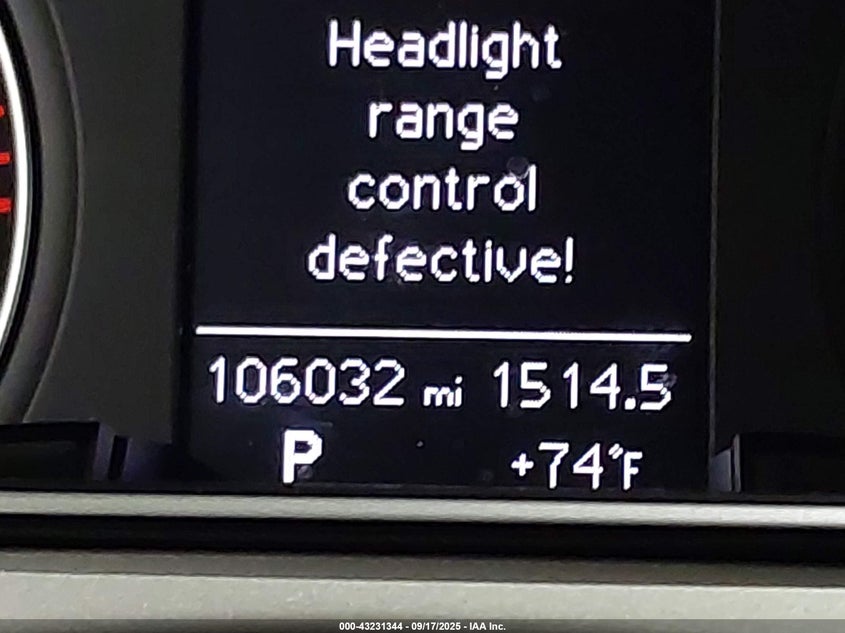 Headlight
range
control
defective!
106032 mi 1514.5
P +74°F
000-43231344 - 09/17/2025 - IAA Inc.